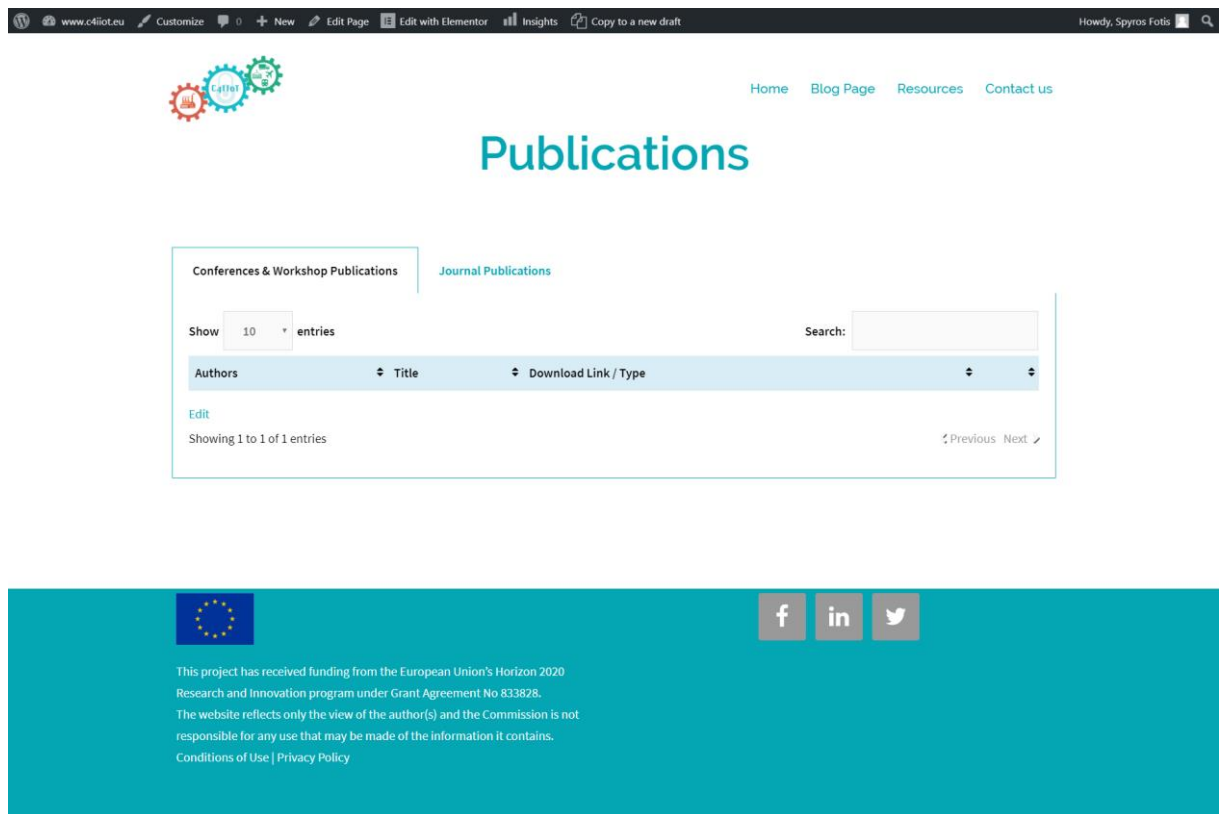 www.c4iiot.eu Customize 0 New Edit Page Edit with Elementor Insights Copy to a new draft Howdy, Spyros Fotis
C4IIoT
Home Blog Page Resources Contact us
Publications
Conferences & Workshop Publications Journal Publications
Show 10 entries Search:
Authors Title Download Link / Type
Edit
Showing 1 to 1 of 1 entries Previous Next
This project has received funding from the European Union's Horizon 2020
Research and Innovation program under Grant Agreement No 833828.
The website reflects only the view of the author(s) and the Commission is not
responsible for any use that may be made of the information it contains.
Conditions of Use | Privacy Policy